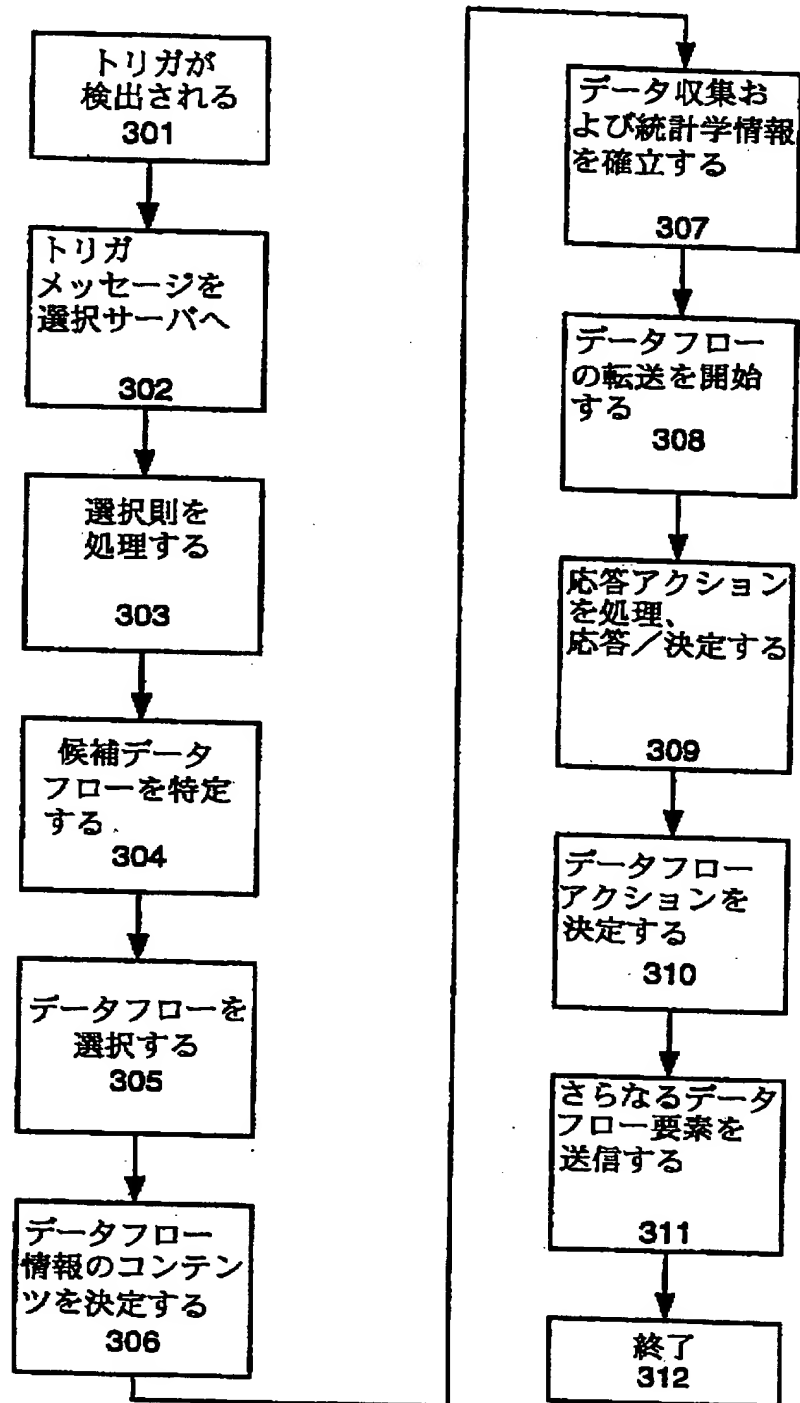 トリガが
検出される
301
トリガ
メッセージを
選択サーバへ
302
選択則を
処理する
303
候補データ
フローを特定
する
304
データフローを
選択する
305
データフロー
情報のコンテン
ツを決定する
306
データ収集お
よび統計学情報
を確立する
307
データフロー
の転送を開始
する
308
応答アクション
を処理、
応答／決定する
309
データフロー
アクションを
決定する
310
さらなるデータ
フロー要素を
送信する
311
終了
312